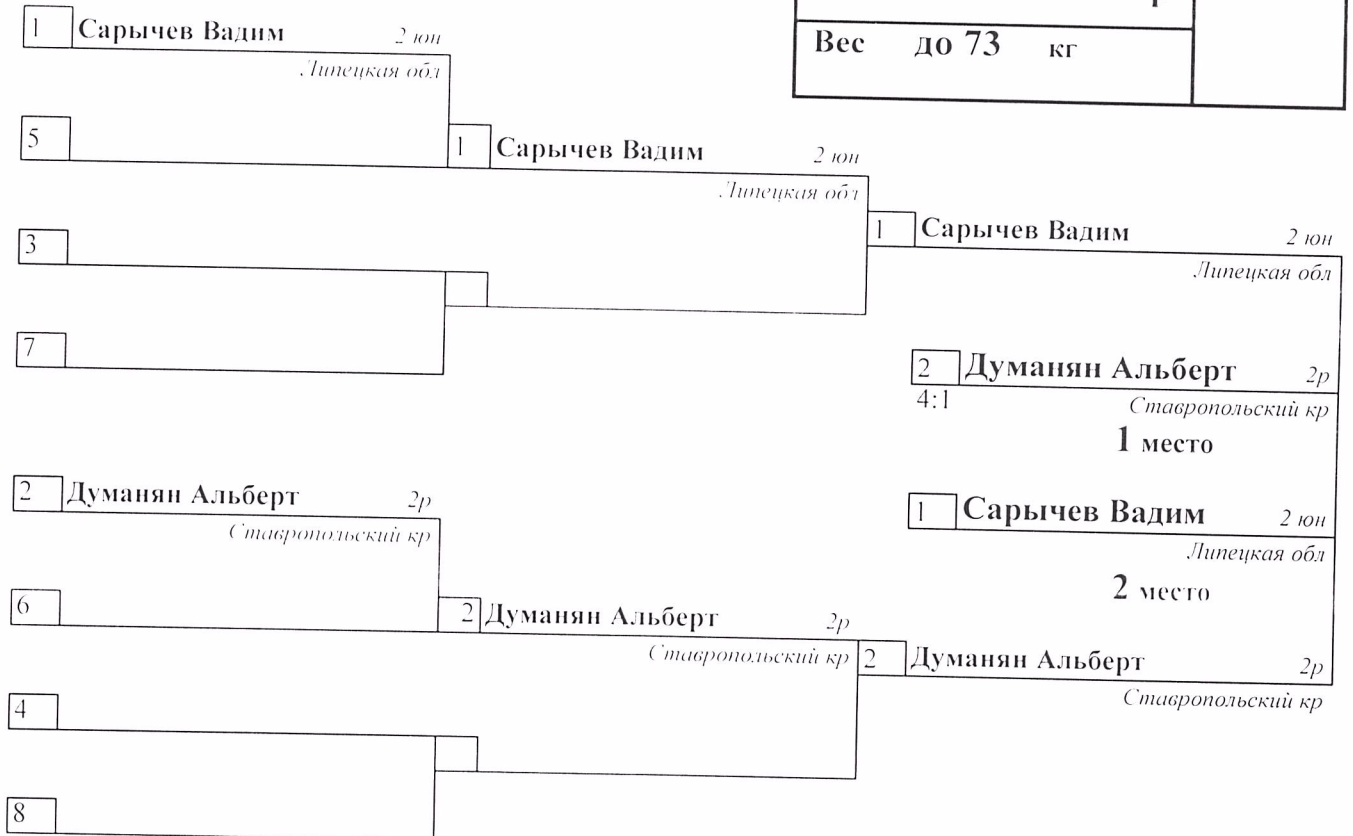 Вес до 73 кг
1 Сарычев Вадим 2 юн
Липецкая обл
5
1 Сарычев Вадим 2 юн
Липецкая обл
1 Сарычев Вадим 2 юн
Липецкая обл
3
7
2 Думанян Альберт 2р
4:1 Ставропольский кр
1 место
2 Думанян Альберт 2р
Ставропольский кр
1 Сарычев Вадим 2 юн
Липецкая обл
2 место
6
2 Думанян Альберт 2р
Ставропольский кр
2 Думанян Альберт 2р
Ставропольский кр
4
8